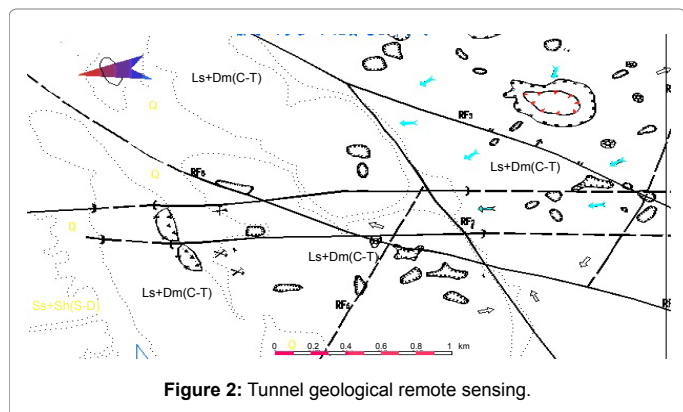 Ls+Dm(C-T)
Q
RF₃
Q
RF₅
Ls+Dm(C-T)
Q
RF₂
Ls+Dm(C-T)
Ls+Dm(C-T)
Ss+Sh(S-D)
RF₆
Q
0 0.2 0.4 0.6 0.8 1 km
Figure 2: Tunnel geological remote sensing.